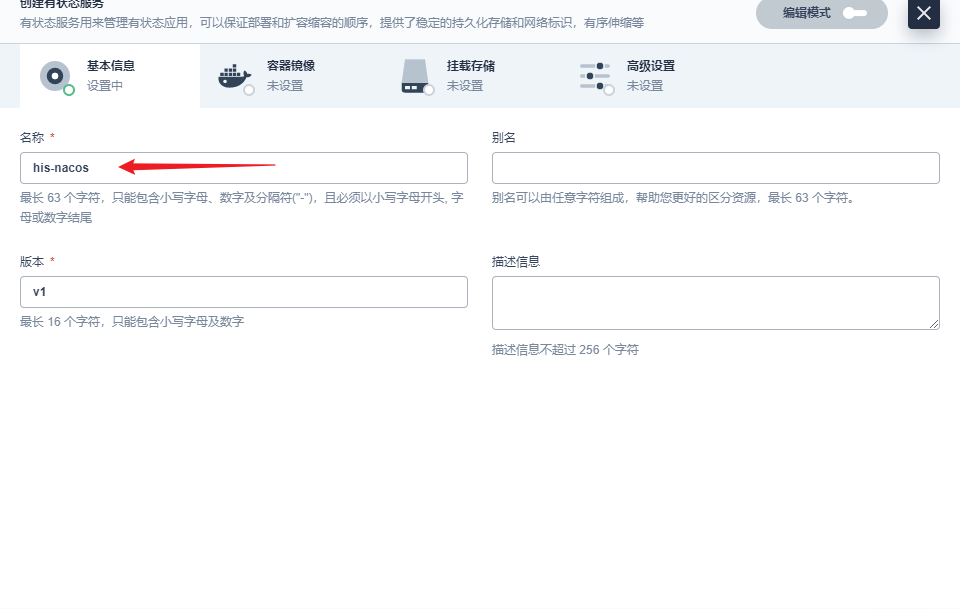 创建有状态服务
有状态服务用来管理有状态应用，可以保证部署和扩容缩容的顺序，提供了稳定的持久化存储和网络标识，有序伸缩等
编辑模式
基本信息
设置中
容器镜像
未设置
挂载存储
未设置
高级设置
未设置
名称 *
his-nacos
最长 63 个字符，只能包含小写字母、数字及分隔符("-")，且必须以小写字母开头, 字
母或数字结尾
别名
别名可以由任意字符组成，帮助您更好的区分资源，最长 63 个字符。
版本 *
v1
最长 16 个字符，只能包含小写字母及数字
描述信息
描述信息不超过 256 个字符